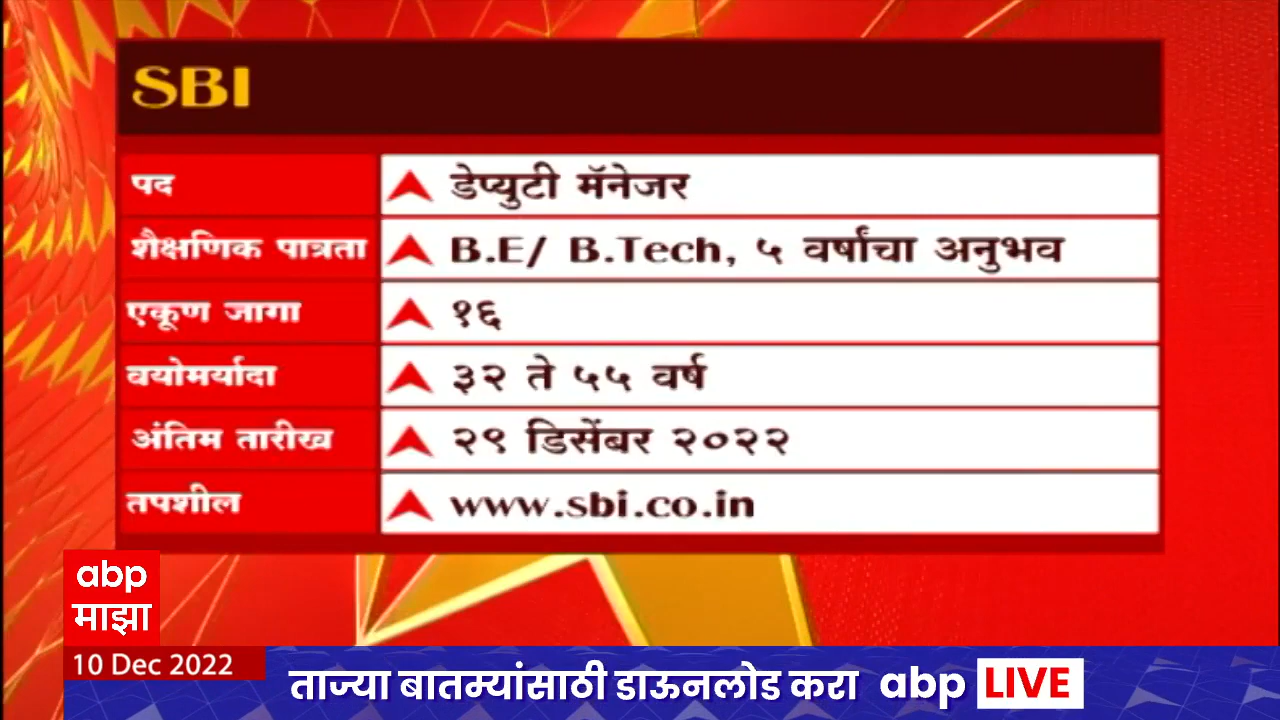 SBI
पद
डेप्युटी मॅनेजर
शैक्षणिक पात्रता
B.E/ B.Tech, ५ वर्षांचा अनुभव
एकूण जागा
१६
वयोमर्यादा
३२ ते ५५ वर्ष
अंतिम तारीख
२९ डिसेंबर २०२२
तपशील
www.sbi.co.in
abp
माझा
10 Dec 2022
ताज्या बातम्यांसाठी डाऊनलोड करा abp LIVE